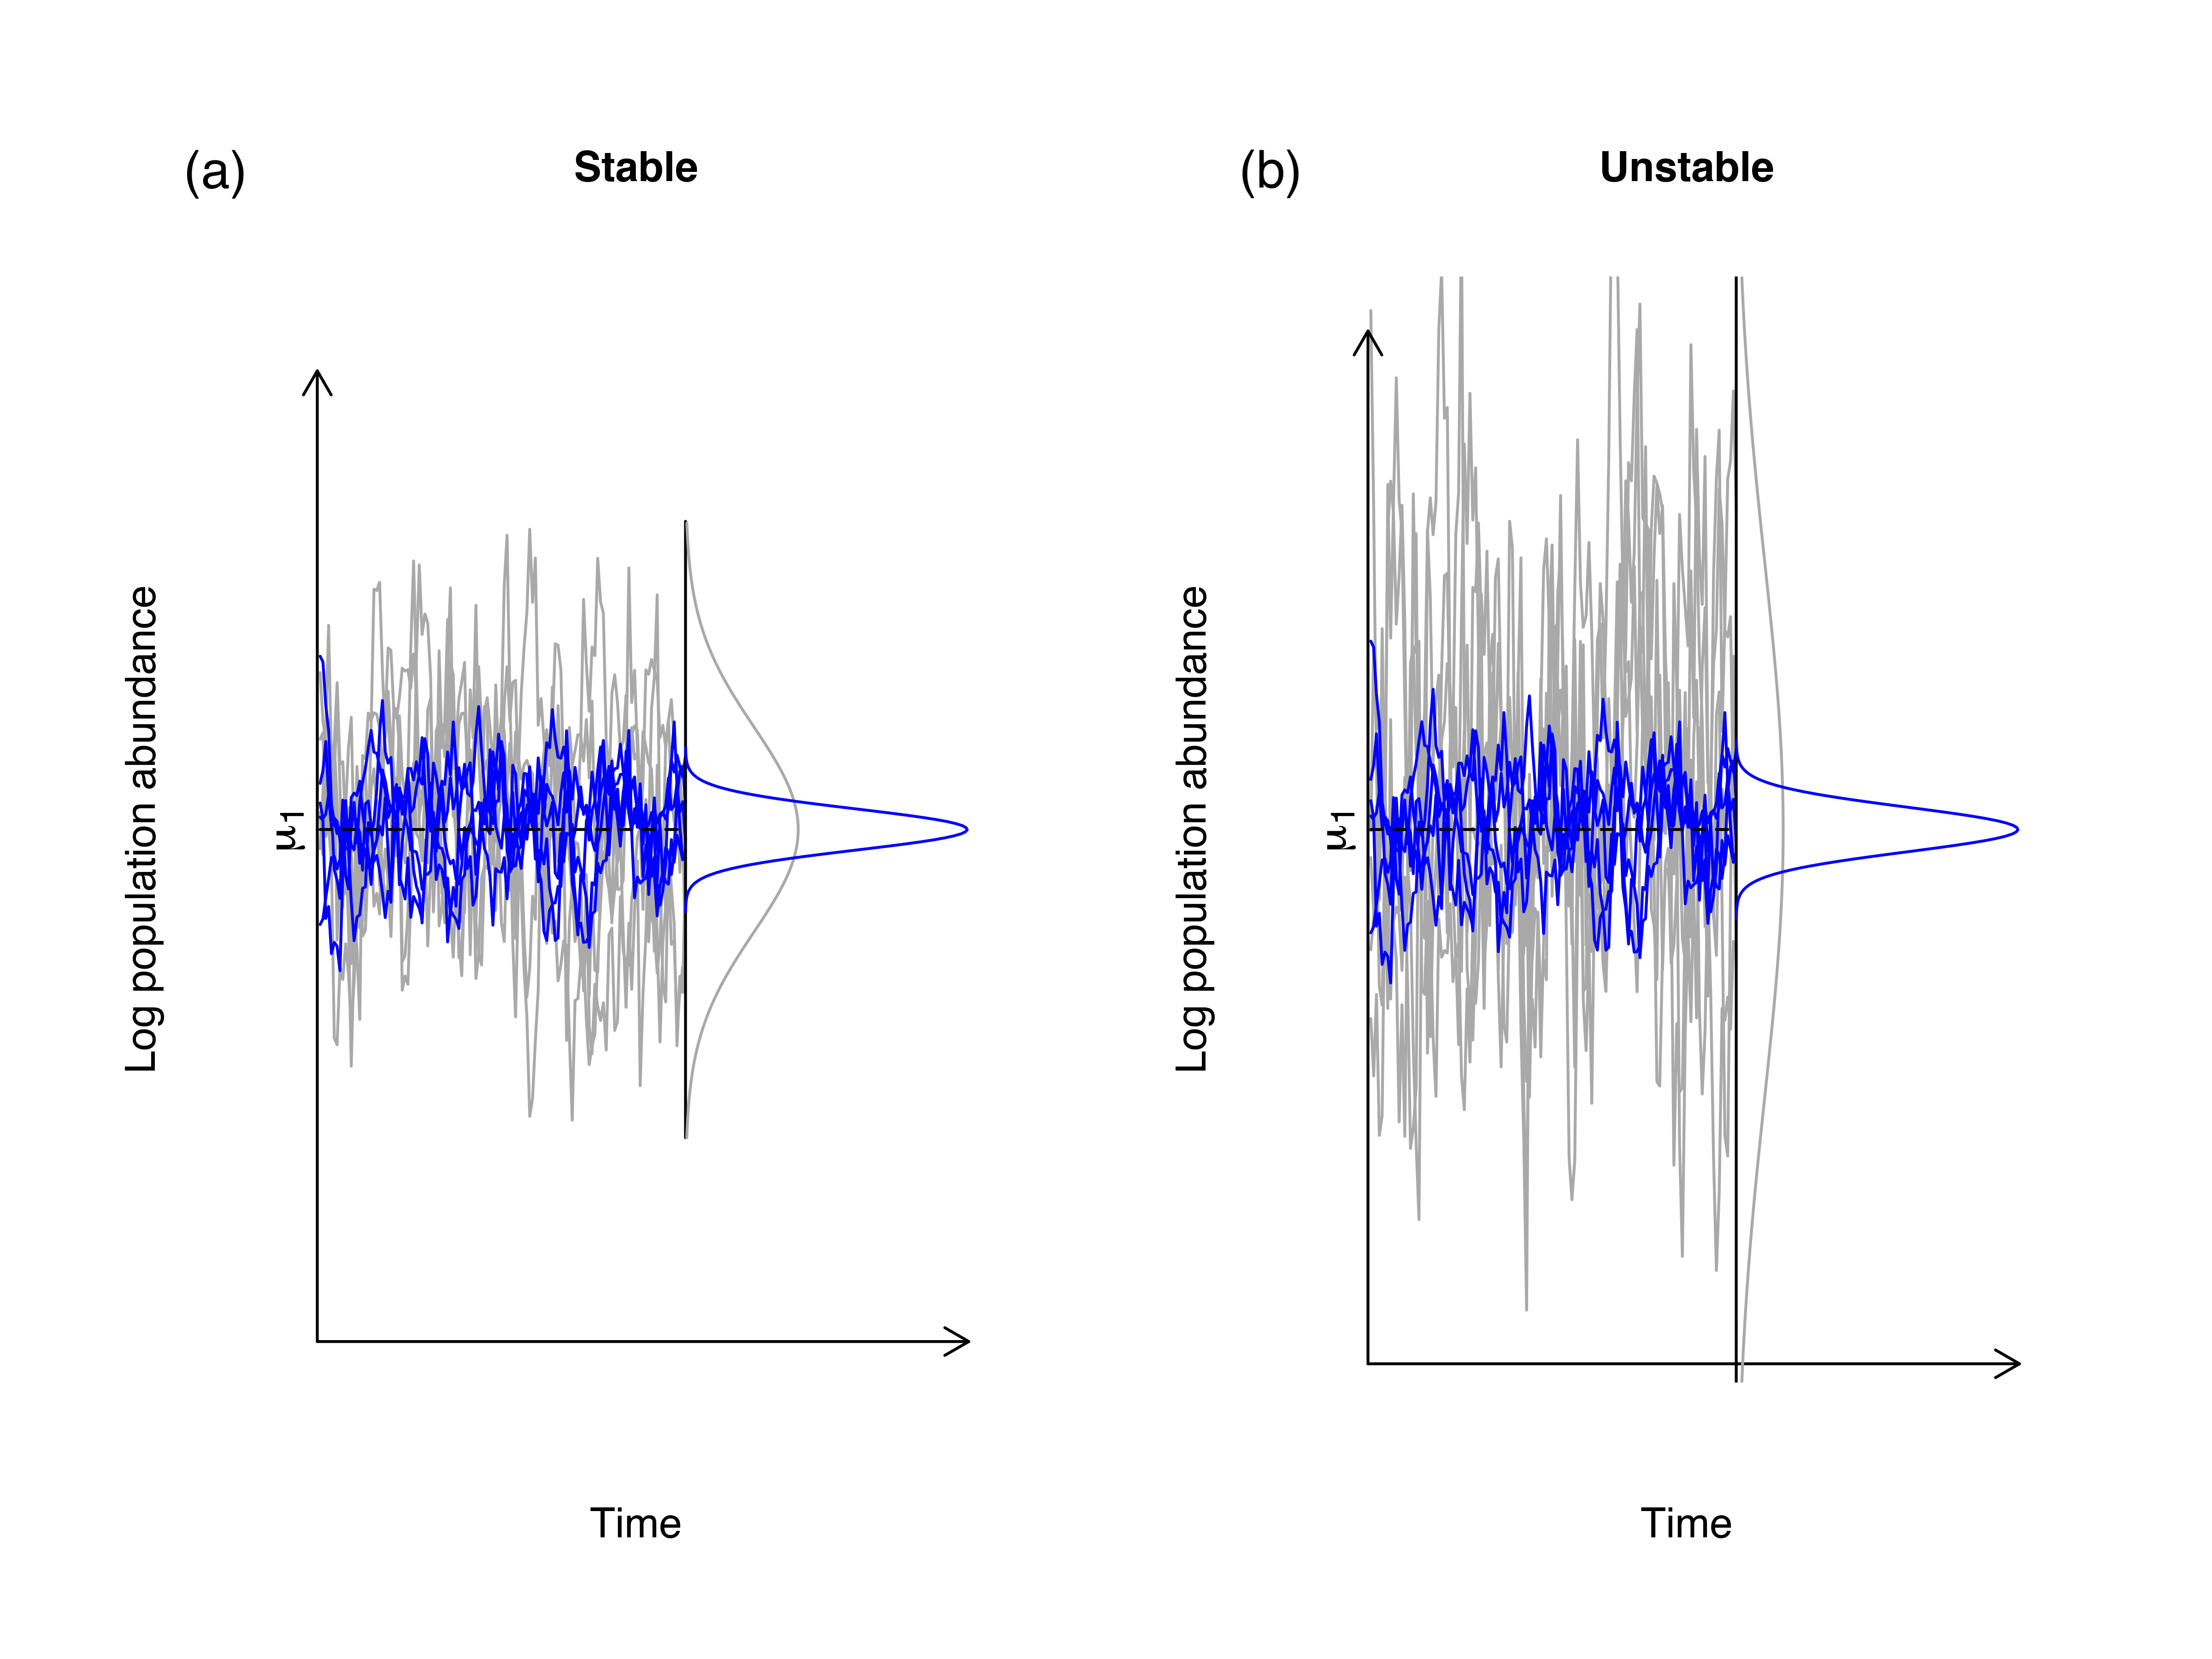 (a)
Stable
(b)
Unstable
Log population abundance
μ1
Log population abundance
μ1
Time
Time